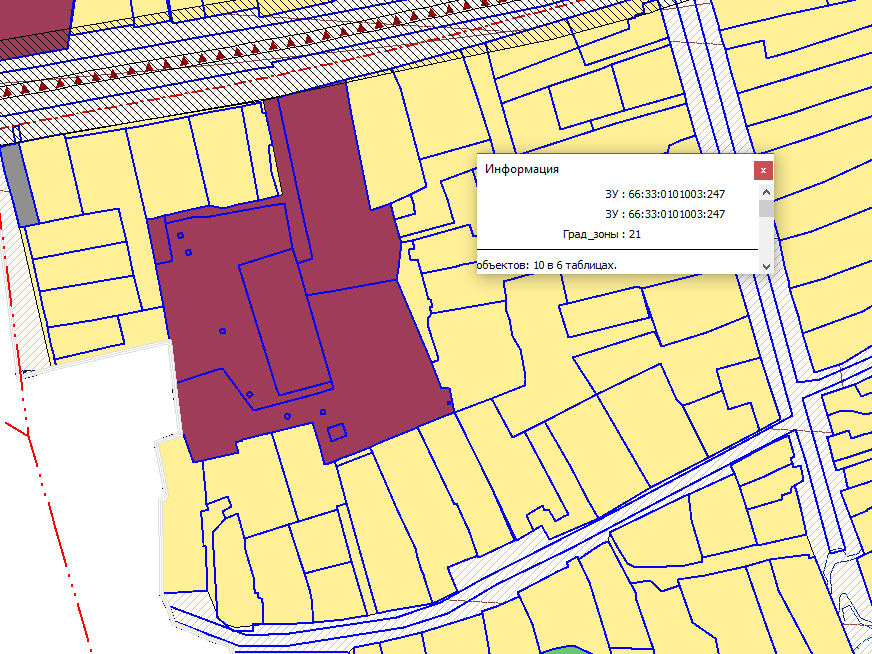 Информация
x
ЗУ : 66:33:0101003:247
ЗУ : 66:33:0101003:247
Град_зоны : 21
объектов: 10 в 6 таблицах.